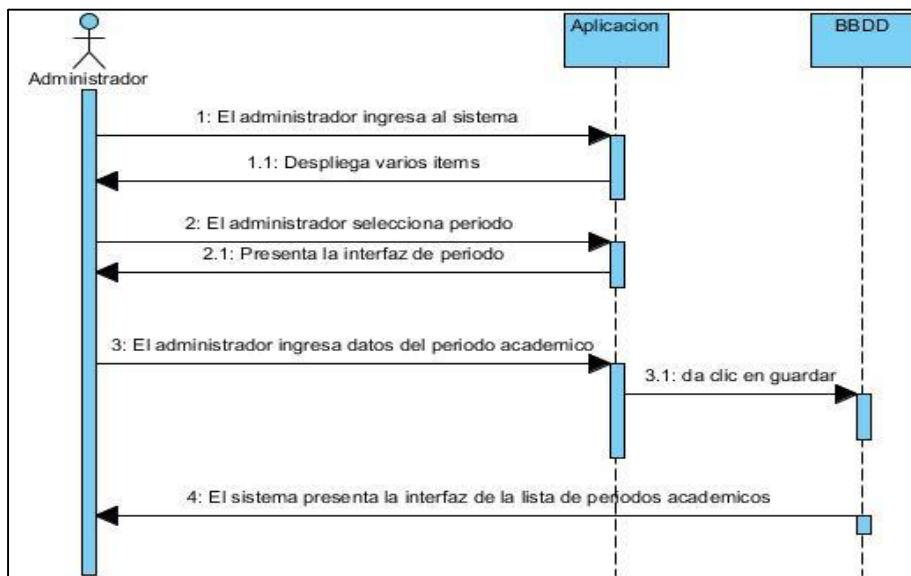 Aplicacion
BBDD
Administrador
1: El administrador ingresa al sistema
1.1: Despliega varios items
2: El administrador selecciona periodo
2.1: Presenta la interfaz de periodo
3: El administrador ingresa datos del periodo academico
3.1: da clic en guardar
4: El sistema presenta la interfaz de la lista de periodos academicos